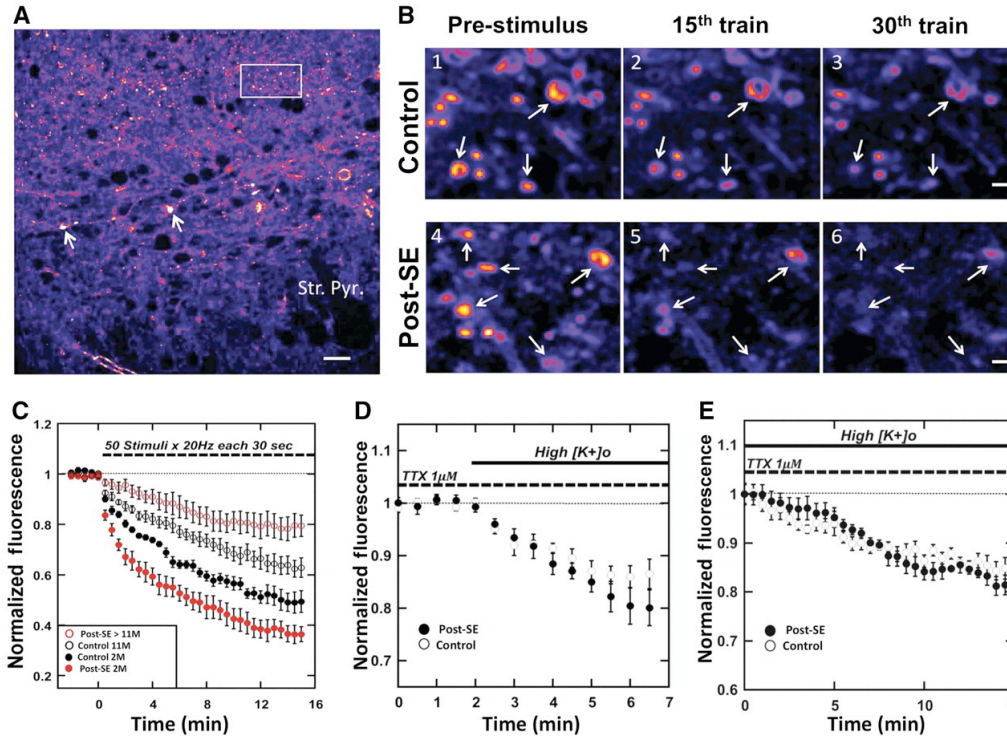 A
Str. Pyr.
B
Pre-stimulus
15th train
30th train
Control
1
2
3
Post-SE
4
5
6
C
50 Stimuli x 20Hz each 30 sec
Normalized fluorescence
1.2
1
0.8
0.6
0.4
0.2
Post-SE > 11M
Control 11M
Control 2M
Post-SE 2M
0
4
8
12
16
Time (min)
D
High [K+]o
TTX 1μM
Normalized fluorescence
1.1
1
0.9
0.8
0.7
Post-SE
Control
0
1
2
3
4
5
6
7
Time (min)
E
High [K+]o
TTX 1μM
Normalized fluorescence
1.1
1.0
0.9
0.8
0.7
0.6
Post-SE
Control
0
5
10
Time (min)